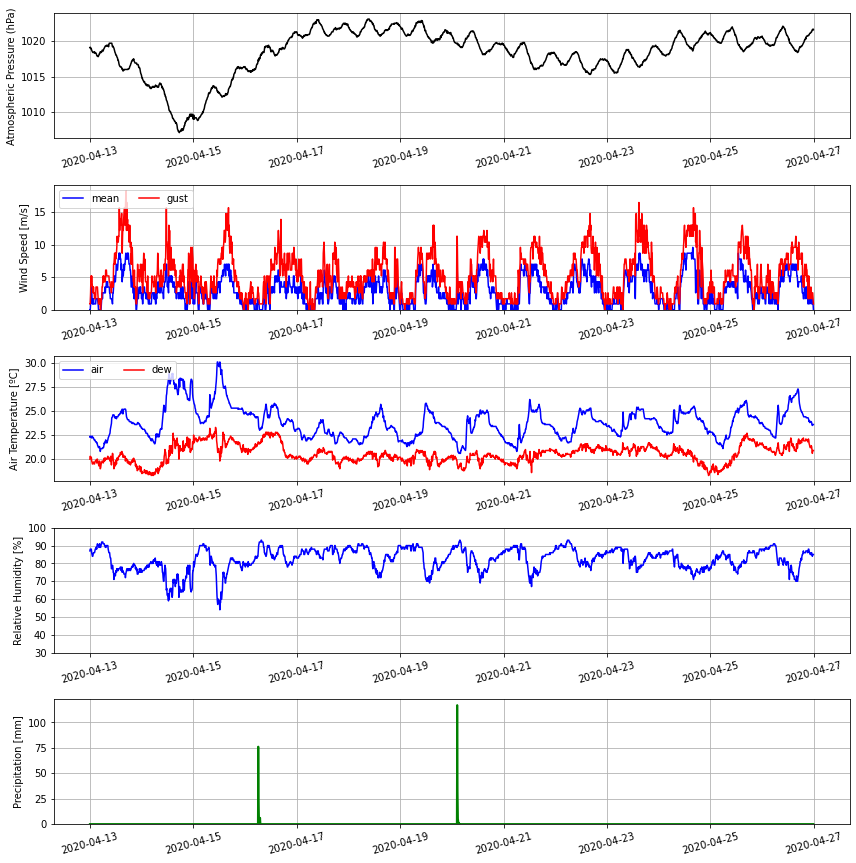 Atmospheric Pressure (hPa)
1020
1015
1010
2020-04-13 2020-04-15 2020-04-17 2020-04-19 2020-04-21 2020-04-23 2020-04-25 2020-04-27
Wind Speed [m/s]
mean gust
15
10
5
0
2020-04-13 2020-04-15 2020-04-17 2020-04-19 2020-04-21 2020-04-23 2020-04-25 2020-04-27
Air Temperature [ºC]
air dew
30.0
27.5
25.0
22.5
20.0
2020-04-13 2020-04-15 2020-04-17 2020-04-19 2020-04-21 2020-04-23 2020-04-25 2020-04-27
Relative Humidity [%]
100
90
80
70
60
50
40
30
2020-04-13 2020-04-15 2020-04-17 2020-04-19 2020-04-21 2020-04-23 2020-04-25 2020-04-27
Precipitation [mm]
100
75
50
25
0
2020-04-13 2020-04-15 2020-04-17 2020-04-19 2020-04-21 2020-04-23 2020-04-25 2020-04-27